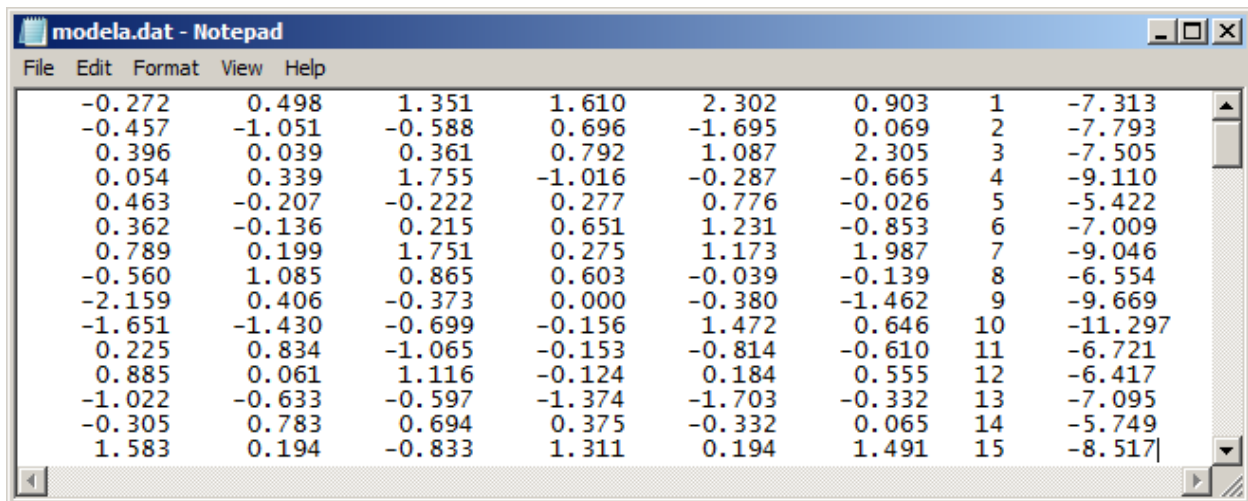 modela.dat - Notepad
File Edit Format View Help
-0.272 0.498 1.351 1.610 2.302 0.903 1 -7.313
-0.457 -1.051 -0.588 0.696 -1.695 0.069 2 -7.793
0.396 0.039 0.361 0.792 1.087 2.305 3 -7.505
0.054 0.339 1.755 -1.016 -0.287 -0.665 4 -9.110
0.463 -0.207 -0.222 0.277 0.776 -0.026 5 -5.422
0.362 -0.136 0.215 0.651 1.231 -0.853 6 -7.009
0.789 0.199 1.751 0.275 1.173 1.987 7 -9.046
-0.560 1.085 0.865 0.603 -0.039 -0.139 8 -6.554
-2.159 0.406 -0.373 0.000 -0.380 -1.462 9 -9.669
-1.651 -1.430 -0.699 -0.156 1.472 0.646 10 -11.297
0.225 0.834 -1.065 -0.153 -0.814 -0.610 11 -6.721
0.885 0.061 1.116 -0.124 0.184 0.555 12 -6.417
-1.022 -0.633 -0.597 -1.374 -1.703 -0.332 13 -7.095
-0.305 0.783 0.694 0.375 -0.332 0.065 14 -5.749
1.583 0.194 -0.833 1.311 0.194 1.491 15 -8.517